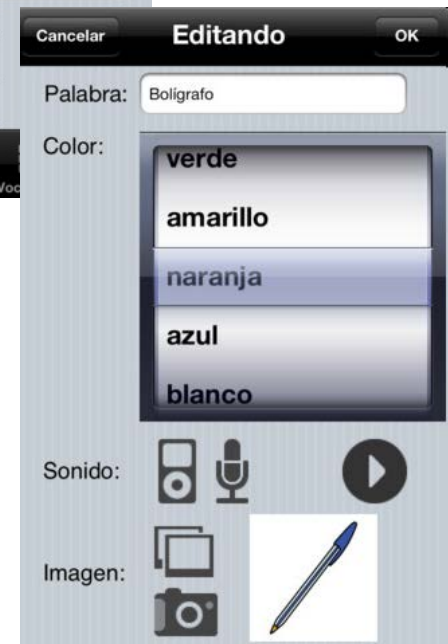 Cancelar Editando OK
Palabra: Bolígrafo
Color:
verde
amarillo
naranja
azul
blanco
Sonido:
Imagen: